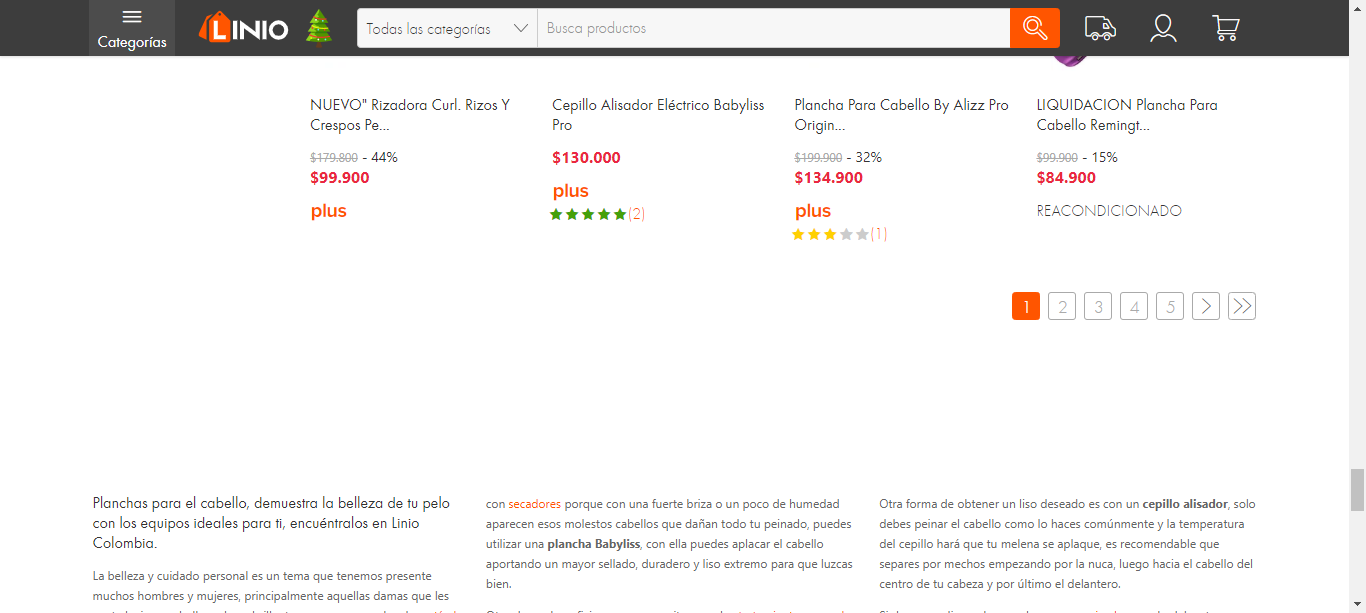 Categorías
LINIO
Todas las categorías
Busca productos
NUEVO" Rizadora Curl. Rizos Y
Crespos Pe...
$179.800 - 44%
$99.900
plus
Cepillo Alisador Eléctrico Babyliss
Pro
$130.000
plus
(2)
Plancha Para Cabello By Alizz Pro
Origin...
$199.900 - 32%
$134.900
plus
(1)
LIQUIDACION Plancha Para
Cabello Remingt...
$99.900 - 15%
$84.900
REACONDICIONADO
1 2 3 4 5
Planchas para el cabello, demuestra la belleza de tu pelo
con los equipos ideales para ti, encuéntralos en Linio
Colombia.
La belleza y cuidado personal es un tema que tenemos presente
muchos hombres y mujeres, principalmente aquellas damas que les
con secadores porque con una fuerte briza o un poco de humedad
aparecen esos molestos cabellos que dañan todo tu peinado, puedes
utilizar una plancha Babyliss, con ella puedes aplacar el cabello
aportando un mayor sellado, duradero y liso extremo para que luzcas
bien.
Otra forma de obtener un liso deseado es con un cepillo alisador, solo
debes peinar el cabello como lo haces comúnmente y la temperatura
del cepillo hará que tu melena se aplaque, es recomendable que
separes por mechos empezando por la nuca, luego hacia el cabello del
centro de tu cabeza y por último el delantero.